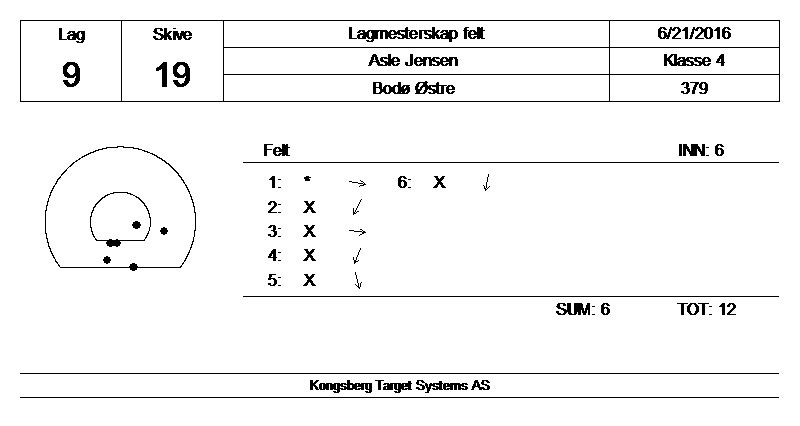 Lag Skive Lagmesterskap felt 6/21/2016
9 19 Asle Jensen Klasse 4
Bodø Østre 379
Felt INN: 6
1: * → 6: X ↓
2: X ↙
3: X →
4: X ↙
5: X ↘
SUM: 6 TOT: 12
Kongsberg Target Systems AS